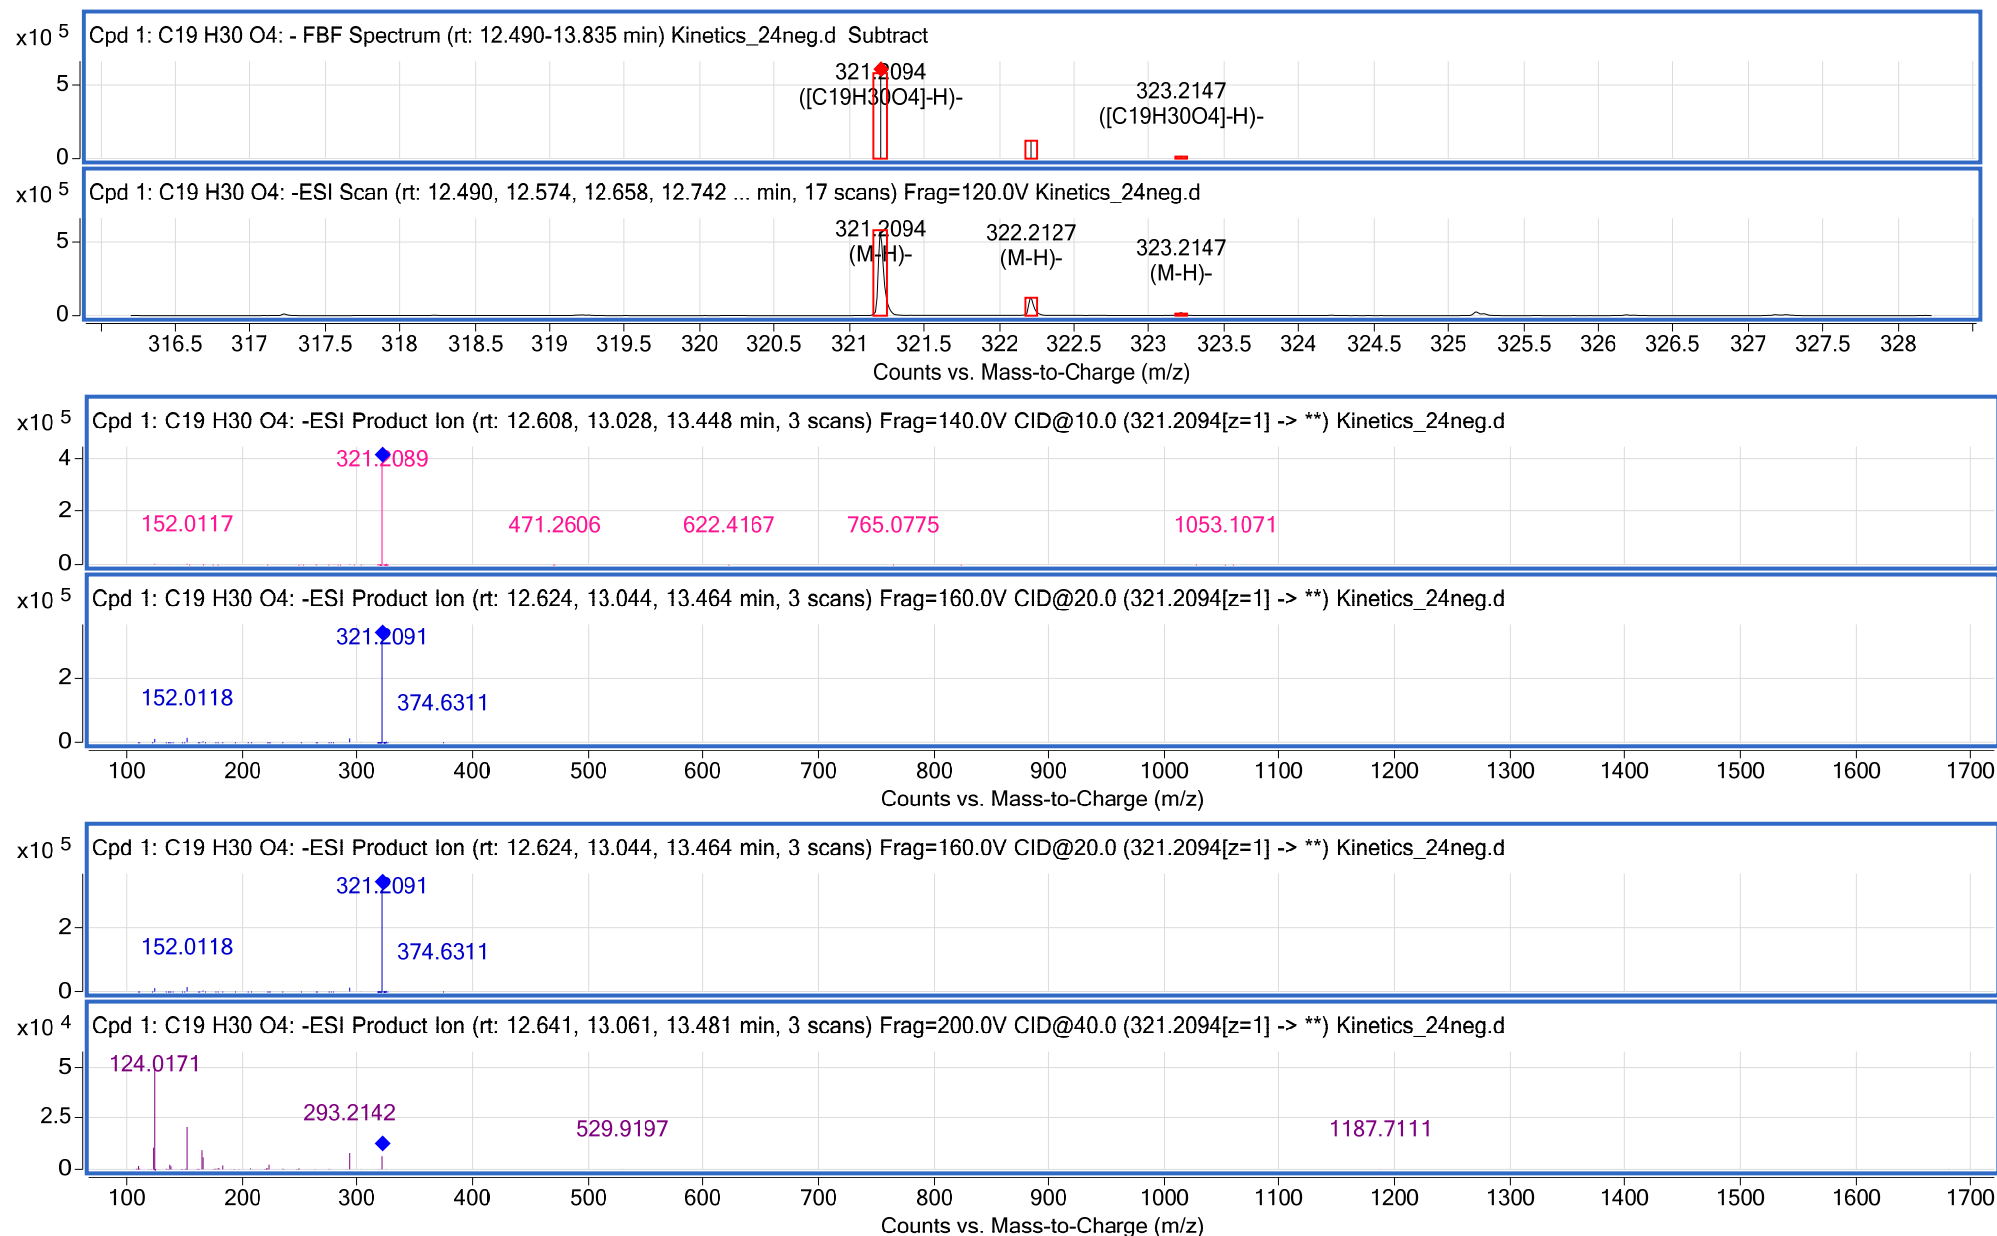 x10 5
Cpd 1: C19 H30 O4: - FBF Spectrum (rt: 12.490-13.835 min) Kinetics_24neg.d  Subtract
5
0
321.2094
([C19H30O4]-H)-
323.2147
([C19H30O4]-H)-
x10 5
Cpd 1: C19 H30 O4: -ESI Scan (rt: 12.490, 12.574, 12.658, 12.742 ... min, 17 scans) Frag=120.0V Kinetics_24neg.d
5
0
321.2094
(M-H)-
322.2127
(M-H)-
323.2147
(M-H)-
316.5 317 317.5 318 318.5 319 319.5 320 320.5 321 321.5 322 322.5 323 323.5 324 324.5 325 325.5 326 326.5 327 327.5 328
Counts vs. Mass-to-Charge (m/z)
x10 5
Cpd 1: C19 H30 O4: -ESI Product Ion (rt: 12.608, 13.028, 13.448 min, 3 scans) Frag=140.0V CID@10.0 (321.2094[z=1] -> **) Kinetics_24neg.d
4
2
0
321.2089
152.0117 471.2606 622.4167 765.0775 1053.1071
x10 5
Cpd 1: C19 H30 O4: -ESI Product Ion (rt: 12.624, 13.044, 13.464 min, 3 scans) Frag=160.0V CID@20.0 (321.2094[z=1] -> **) Kinetics_24neg.d
2
0
321.2091
152.0118 374.6311
100 200 300 400 500 600 700 800 900 1000 1100 1200 1300 1400 1500 1600 1700
Counts vs. Mass-to-Charge (m/z)
x10 5
Cpd 1: C19 H30 O4: -ESI Product Ion (rt: 12.624, 13.044, 13.464 min, 3 scans) Frag=160.0V CID@20.0 (321.2094[z=1] -> **) Kinetics_24neg.d
2
0
321.2091
152.0118 374.6311
x10 4
Cpd 1: C19 H30 O4: -ESI Product Ion (rt: 12.641, 13.061, 13.481 min, 3 scans) Frag=200.0V CID@40.0 (321.2094[z=1] -> **) Kinetics_24neg.d
5
2.5
0
124.0171
293.2142
529.9197 1187.7111
100 200 300 400 500 600 700 800 900 1000 1100 1200 1300 1400 1500 1600 1700
Counts vs. Mass-to-Charge (m/z)